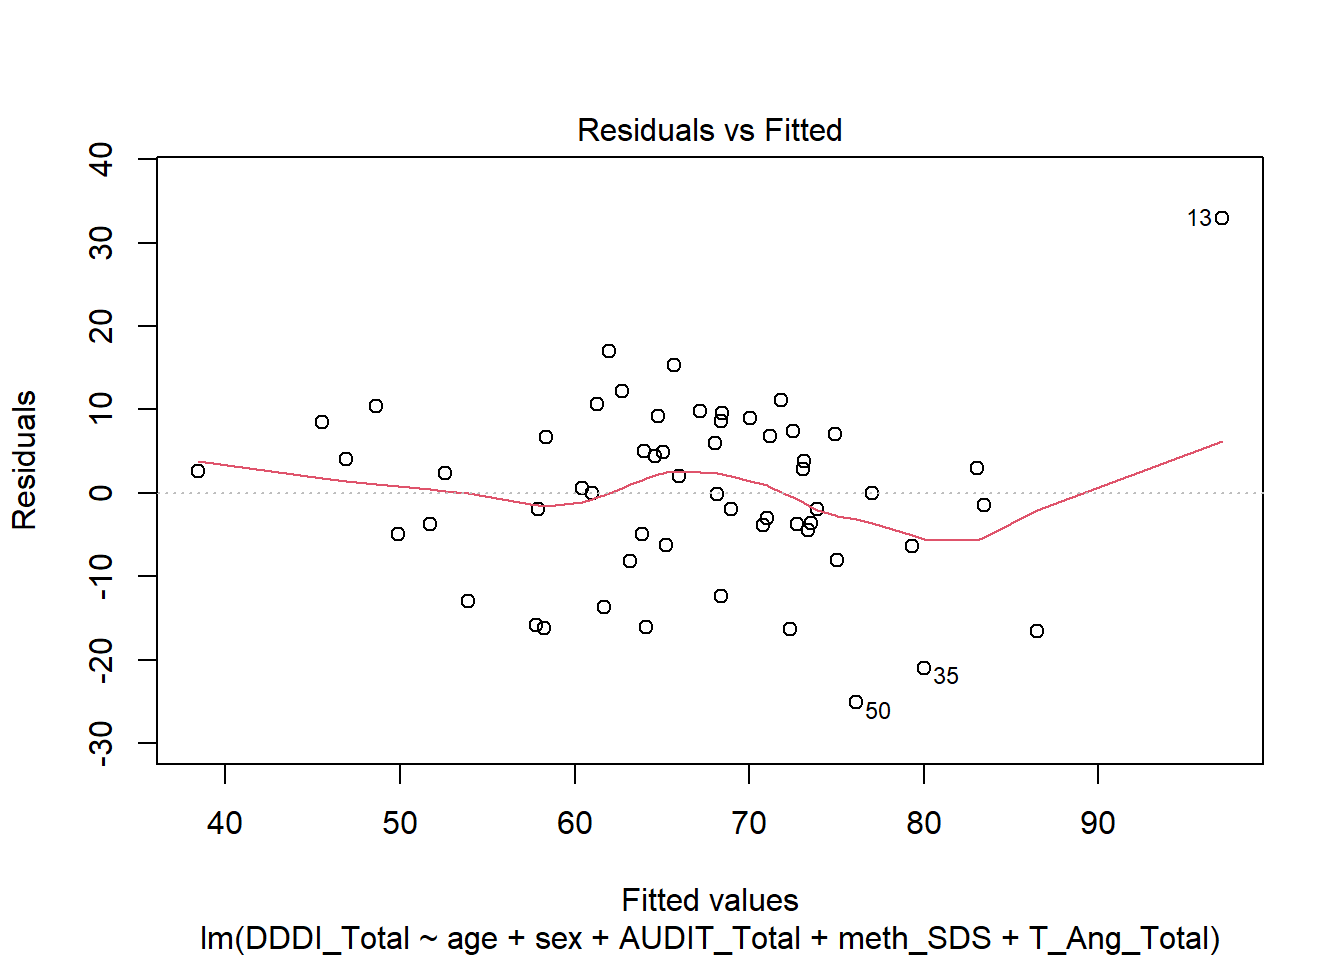 Residuals vs Fitted
40
30
20
10
0
-10
-20
-30
Residuals
13
35
50
40 50 60 70 80 90
Fitted values
lm(DDDI_Total ~ age + sex + AUDIT_Total + meth_SDS + T_Ang_Total)